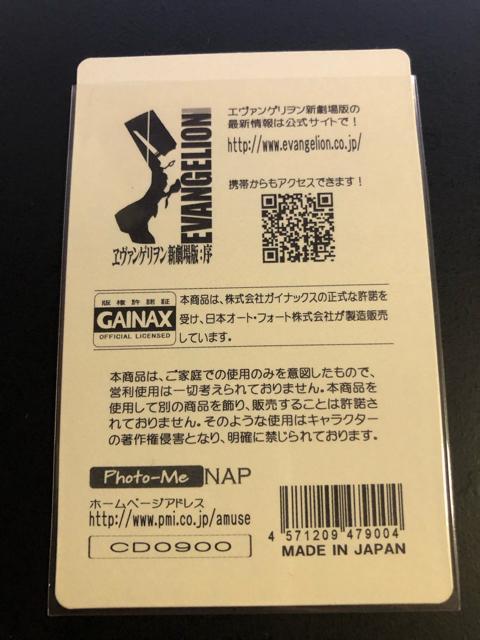 EVANGELION
ヱヴァンゲリヲン新劇場版:序
エヴァンゲリヲン新劇場版の
最新情報は公式サイトで!
http://www.evangelion.co.jp/
携帯からもアクセスできます!
版権許諾証
GAINAX
OFFICIAL LICENSED
本商品は、株式会社ガイナックスの正式な許諾を
受け、日本オート・フォート株式会社が製造販売
しています。
本商品は、ご家庭での使用のみを意図したもので、
営利使用は一切考えられておりません。本商品を
使用して別の商品を飾り、販売することは許諾さ
れておりません。そのような使用はキャラクター
の著作権侵害となり、明確に禁じられております。
Photo-Me NAP
ホームページアドレス
http://www.pmi.co.jp/amuse
CD0900
4 571209 479004
MADE IN JAPAN